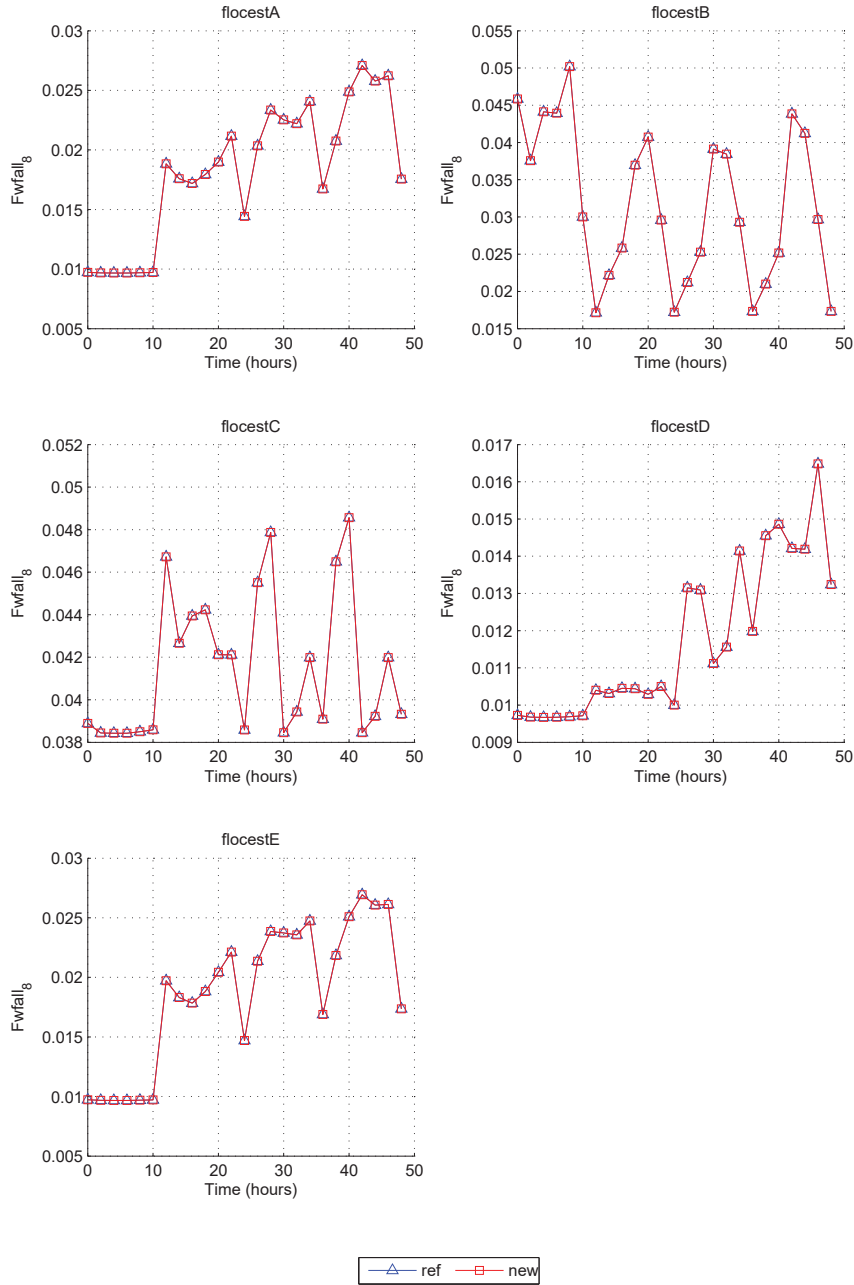 flocestA
Fwfall8
0.03
0.025
0.02
0.015
0.01
0.005
0 10 20 30 40 50
Time (hours)
flocestB
Fwfall8
0.055
0.05
0.045
0.04
0.035
0.03
0.025
0.02
0.015
0 10 20 30 40 50
Time (hours)
flocestC
Fwfall8
0.052
0.05
0.048
0.046
0.044
0.042
0.04
0.038
0 10 20 30 40 50
Time (hours)
flocestD
Fwfall8
0.017
0.016
0.015
0.014
0.013
0.012
0.011
0.01
0.009
0 10 20 30 40 50
Time (hours)
flocestE
Fwfall8
0.03
0.025
0.02
0.015
0.01
0.005
0 10 20 30 40 50
Time (hours)
ref new